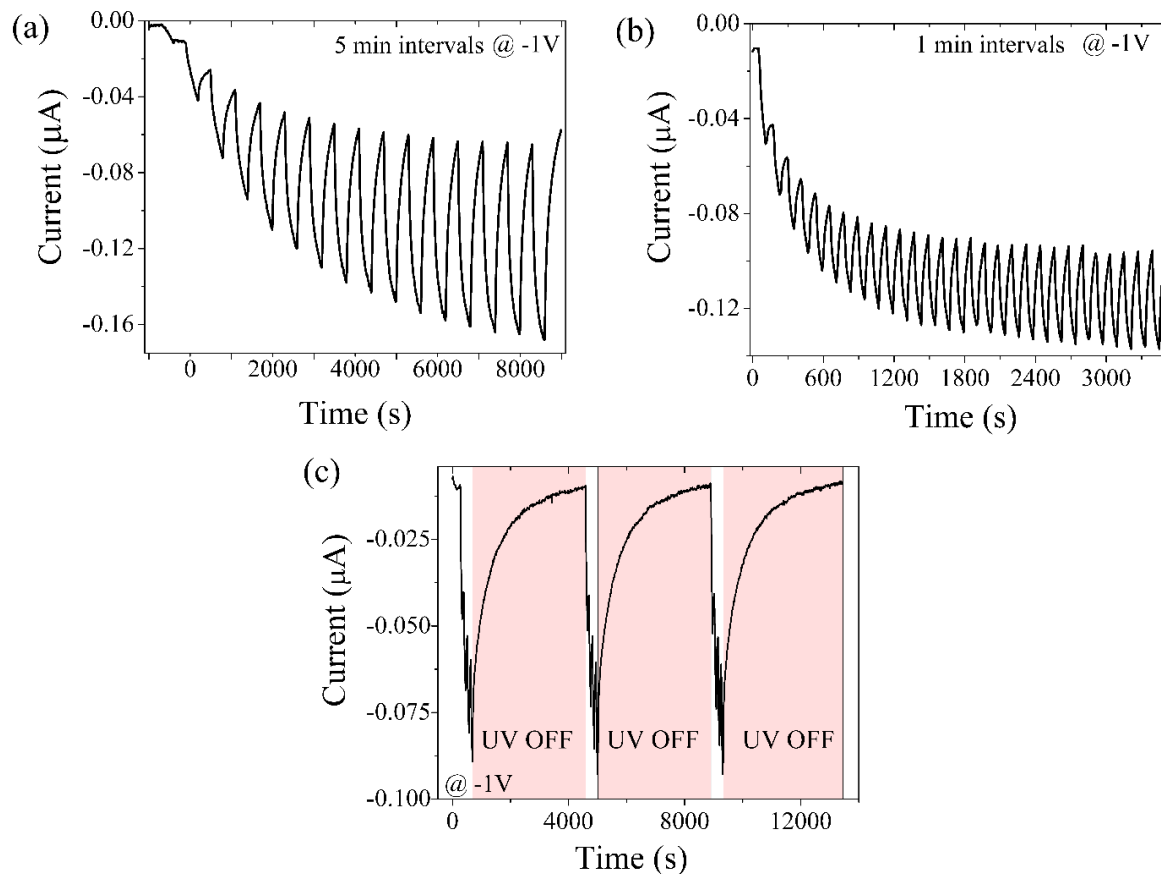 (a)
5 min intervals @ -1V
0.00
-0.04
-0.08
-0.12
-0.16
Current (µA)
0 2000 4000 6000 8000
Time (s)
(b)
1 min intervals @ -1V
0.00
-0.04
-0.08
-0.12
Current (µA)
0 600 1200 1800 2400 3000
Time (s)
(c)
-0.025
-0.050
-0.075
-0.100
Current (µA)
UV OFF UV OFF UV OFF
@ -1V
0 4000 8000 12000
Time (s)